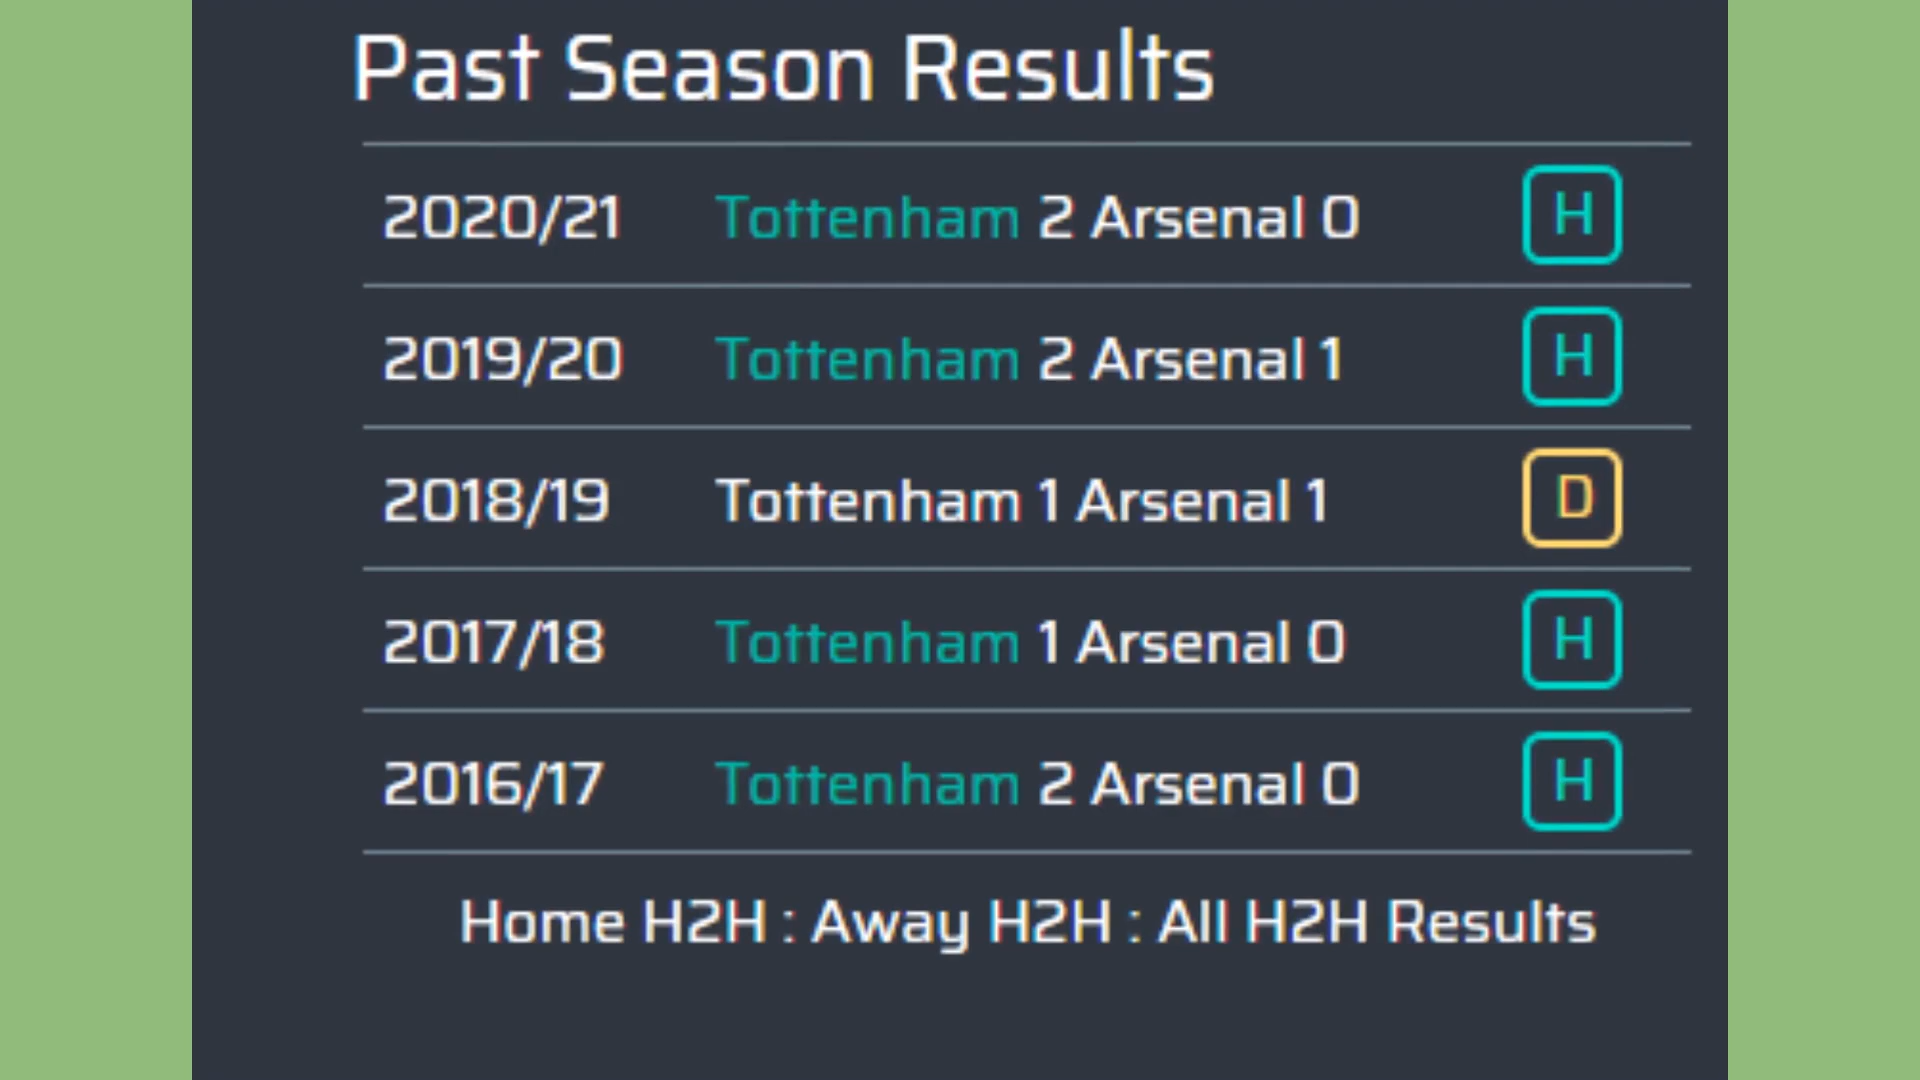 Past Season Results
2020/21 Tottenham 2 Arsenal 0 H
2019/20 Tottenham 2 Arsenal 1 H
2018/19 Tottenham 1 Arsenal 1 D
2017/18 Tottenham 1 Arsenal 0 H
2016/17 Tottenham 2 Arsenal 0 H
Home H2H : Away H2H : All H2H Results